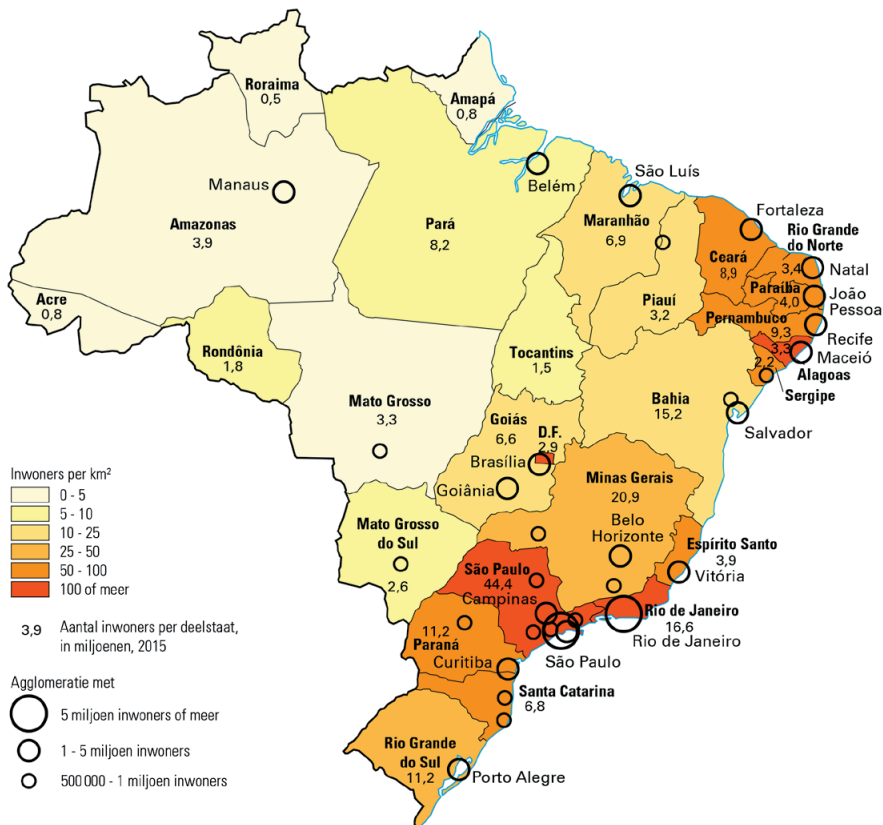 Roraima
0,5
Amapá
0,8
Manaus
Belém
São Luís
Amazonas
3,9
Pará
8,2
Maranhão
6,9
Fortaleza
Rio Grande
do Norte
Ceará
8,9
3,4
Natal
Acre
0,8
Piauí
3,2
Paraíba
4,0
João
Pessoa
Pernambuco
9,3
Recife
Rondônia
1,8
Tocantins
1,5
3,3
Maceió
2,2
Alagoas
Sergipe
Mato Grosso
3,3
Bahia
15,2
Salvador
Goiás
6,6
D.F.
2,9
Brasília
Goiânia
Minas Gerais
20,9
Belo
Horizonte
Mato Grosso
do Sul
2,6
Espírito Santo
3,9
Vitória
São Paulo
44,4
Campinas
Rio de Janeiro
16,6
Rio de Janeiro
11,2
Paraná
Curitiba
São Paulo
Santa Catarina
6,8
Rio Grande
do Sul
11,2
Porto Alegre
Inwoners per km²
0 - 5
5 - 10
10 - 25
25 - 50
50 - 100
100 of meer
3,9 Aantal inwoners per deelstaat,
in miljoenen, 2015
Agglomeratie met
5 miljoen inwoners of meer
1 - 5 miljoen inwoners
500 000 - 1 miljoen inwoners